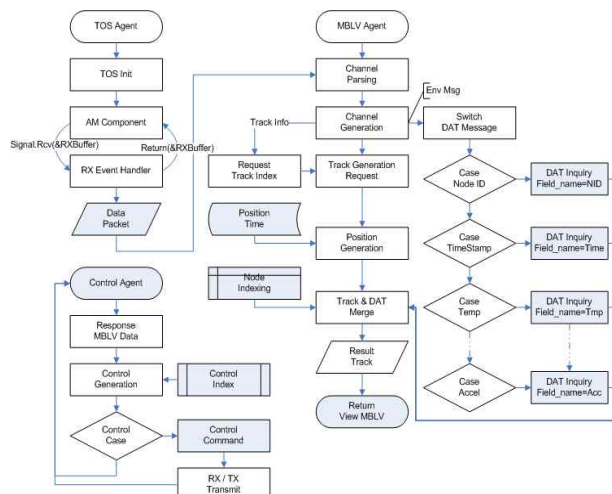 TOS Agent
TOS Init
AM Component
Signal.Rcv(&RXBuffer)
Return(&RXBuffer)
RX Event Handler
Data
Packet
Control Agent
Response
MBLV Data
Control
Generation
Control
Index
Control
Case
Control
Command
RX / TX
Transmit
MBLV Agent
Channel
Parsing
Env Msg
Channel
Generation
Track Info
Request
Track Index
Track Generation
Request
Position
Time
Position
Generation
Node
Indexing
Track & DAT
Merge
Result
Track
Return
View MBLV
Switch
DAT Message
Case
Node ID
DAT Inquiry
Field_name=NID
Case
TimeStamp
DAT Inquiry
Field_name=Time
Case
Temp
DAT Inquiry
Field_name=Tmp
Case
Accel
DAT Inquiry
Field_name=Acc